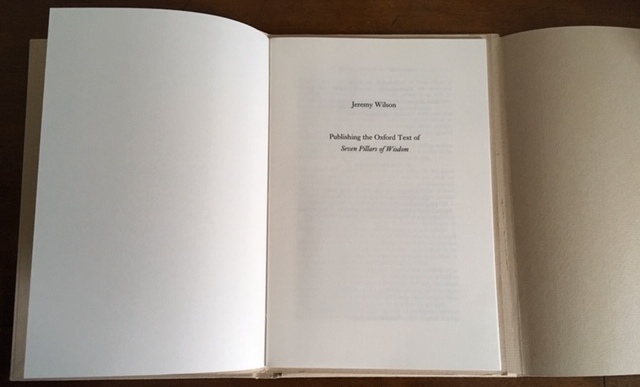 Jeremy Wilson
Publishing the Oxford Text of
Seven Pillars of Wisdom